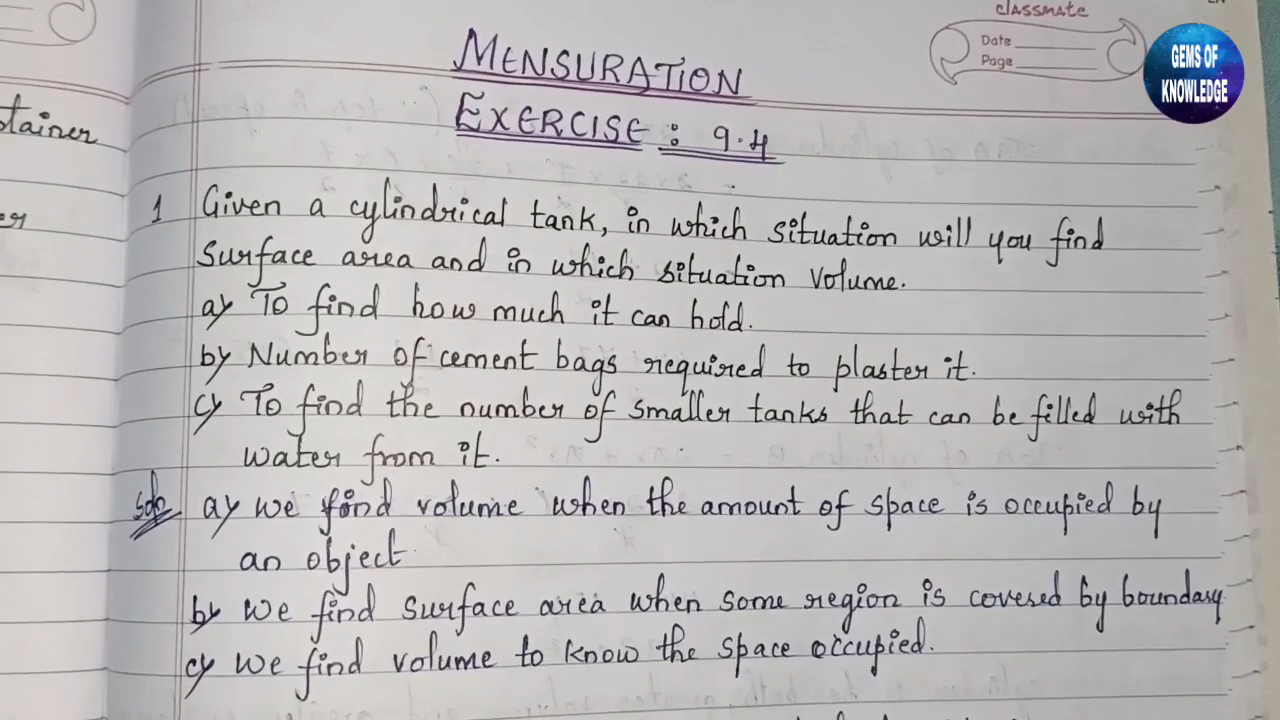 classmate
Date
Page
GEMS OF
KNOWLEDGE
tainer
er
MENSURATION
EXERCISE : 9.4
1 Given a cylindrical tank, in which situation will you find
surface area and in which situation volume.
a) To find how much it can hold.
b) Number of cement bags required to plaster it.
c) To find the number of smaller tanks that can be filled with
water from it.
Sol: a) We find volume when the amount of space is occupied by
an object
b) We find surface area when some region is covered by boundary
c) We find volume to know the space occupied.